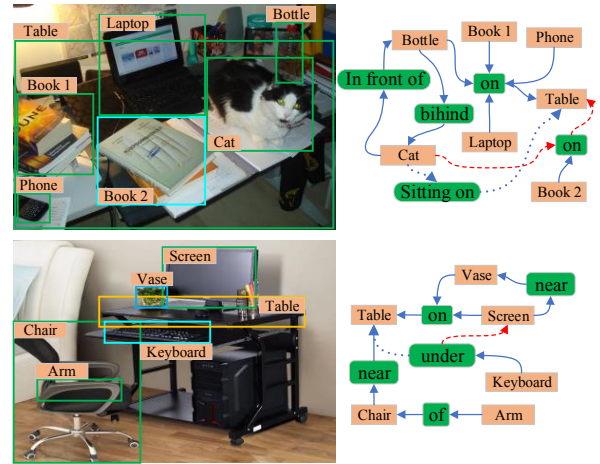 Table
Laptop
Bottle
Book 1
DUNE
Cat
Phone
Book 2
Bottle
Book 1
Phone
In front of
on
bihind
Table
Laptop
on
Cat
Sitting on
Book 2
Screen
Vase
Table
Chair
Keyboard
Arm
Vase
near
Table
on
Screen
under
near
Keyboard
Chair
of
Arm